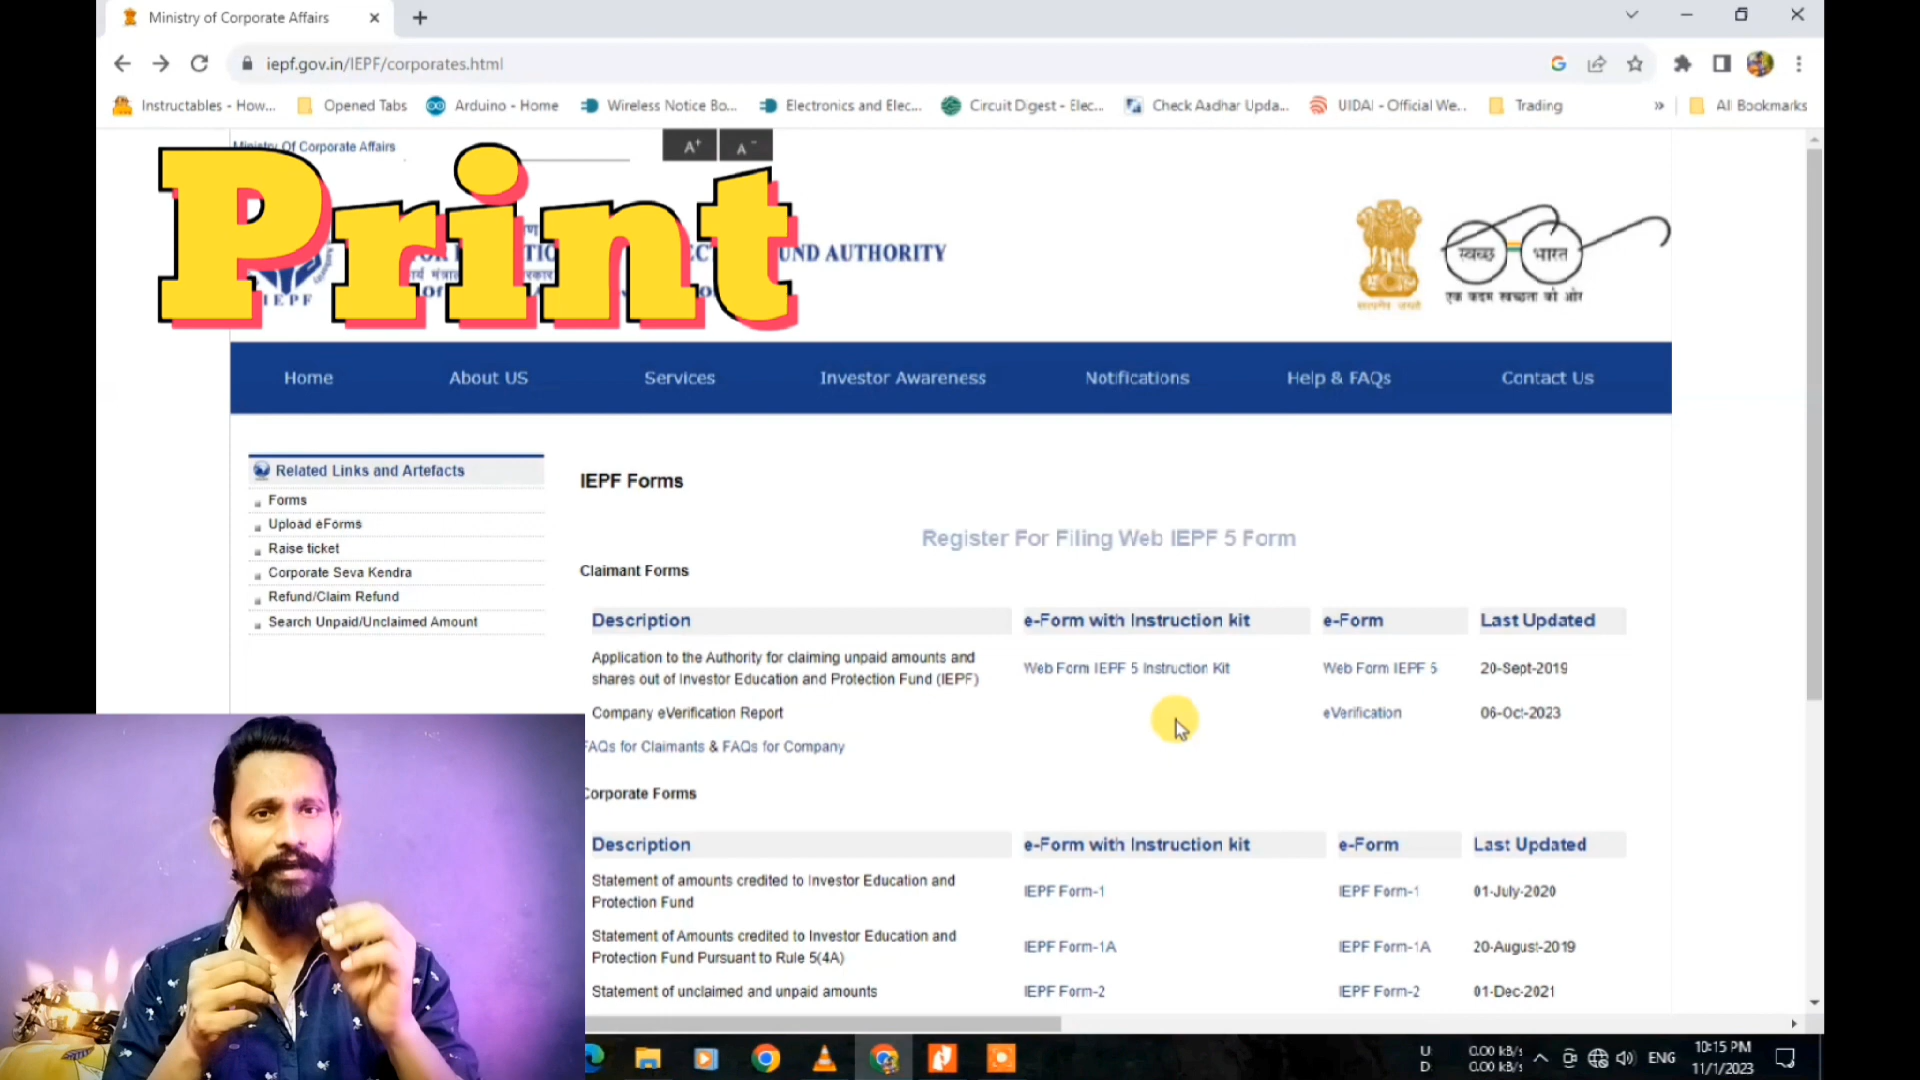 Ministry of Corporate Affairs
iepf.gov.in/IEPF/corporates.html
Instructables - How...
Opened Tabs
Arduino - Home
Wireless Notice Bo...
Electronics and Elec...
Circuit Digest - Elec...
Check Aadhar Upda...
UIDAI - Official We...
Trading
»
All Bookmarks
Ministry Of Corporate Affairs
A+
A-
Print
UND AUTHORITY
IEPF
स्वच्छ भारत
एक कदम स्वच्छता की ओर
सत्यमेव जयते
Home
About US
Services
Investor Awareness
Notifications
Help & FAQs
Contact Us
Related Links and Artefacts
Forms
Upload eForms
Raise ticket
Corporate Seva Kendra
Refund/Claim Refund
Search Unpaid/Unclaimed Amount
IEPF Forms
Register For Filing Web IEPF 5 Form
Claimant Forms
Description e-Form with Instruction kit e-Form Last Updated
Application to the Authority for claiming unpaid amounts and
shares out of Investor Education and Protection Fund (IEPF)
Web Form IEPF 5 Instruction Kit Web Form IEPF 5 20-Sept-2019
Company eVerification Report eVerification 06-Oct-2023
FAQs for Claimants & FAQs for Company
Corporate Forms
Description e-Form with Instruction kit e-Form Last Updated
Statement of amounts credited to Investor Education and
Protection Fund
IEPF Form-1 IEPF Form-1 01-July-2020
Statement of Amounts credited to Investor Education and
Protection Fund Pursuant to Rule 5(4A)
IEPF Form-1A IEPF Form-1A 20-August-2019
Statement of unclaimed and unpaid amounts IEPF Form-2 IEPF Form-2 01-Dec-2021
U: 0.00 kB/s
D: 0.00 kB/s
ENG
10:15 PM
11/1/2023